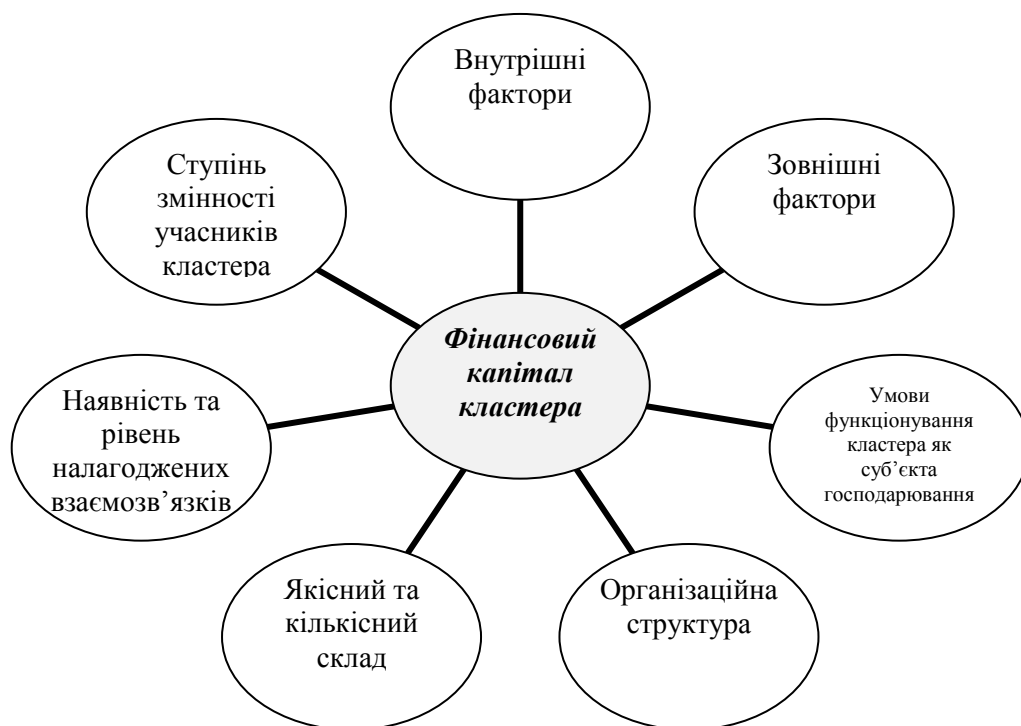 Внутрішні
фактори
Зовнішні
фактори
Ступінь
змінності
учасників
кластера
Фінансовий
капітал
кластера
Наявність та
рівень
налагоджених
взаємозв’язків
Умови
функціонування
кластера як
суб’єкта
господарювання
Якісний та
кількісний
склад
Організаційна
структура